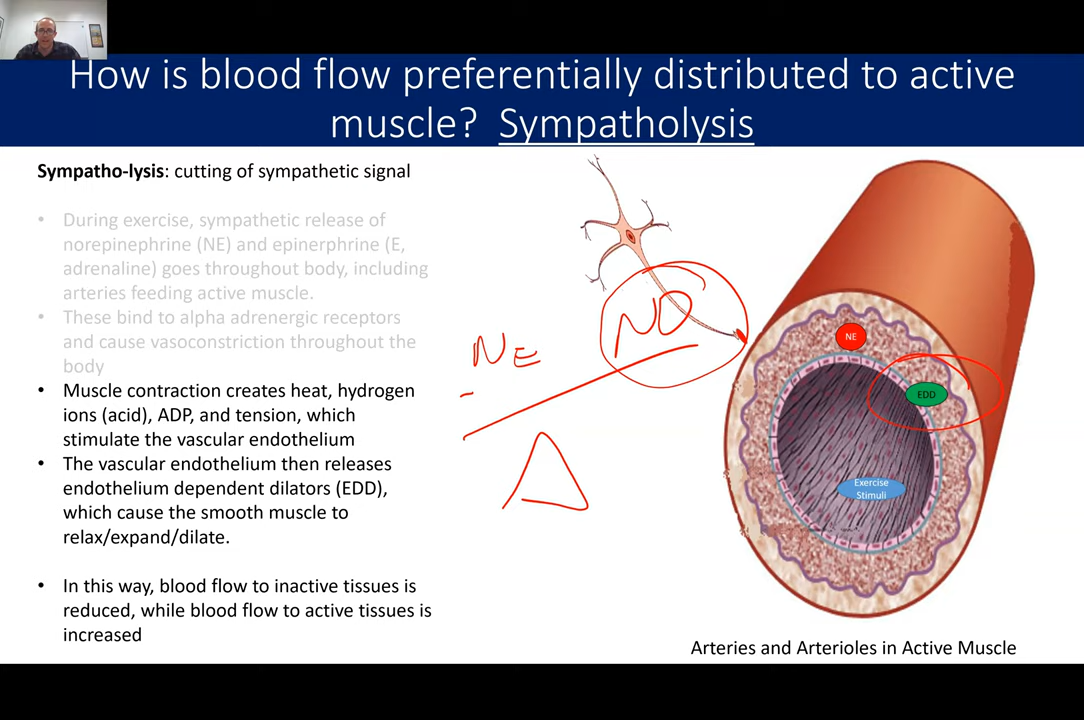 How is blood flow preferentially distributed to active
muscle? Sympatholysis
Sympatho-lysis: cutting of sympathetic signal
• During exercise, sympathetic release of
norepinephrine (NE) and epinerphrine (E,
adrenaline) goes throughout body, including
arteries feeding active muscle.
• These bind to alpha adrenergic receptors
and cause vasoconstriction throughout the
body
• Muscle contraction creates heat, hydrogen
ions (acid), ADP, and tension, which
stimulate the vascular endothelium
• The vascular endothelium then releases
endothelium dependent dilators (EDD),
which cause the smooth muscle to
relax/expand/dilate.
• In this way, blood flow to inactive tissues is
reduced, while blood flow to active tissues is
increased
NO
NE
NE
EDD
Exercise
Stimuli
Arteries and Arterioles in Active Muscle